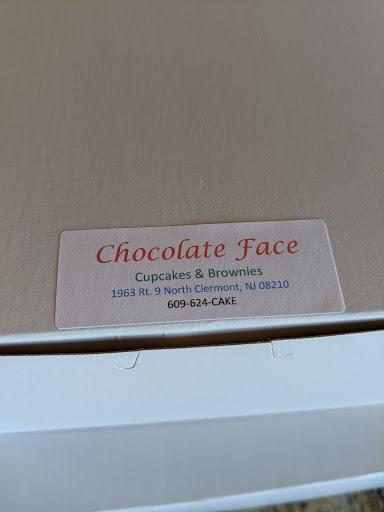 Chocolate Face
Cupcakes & Brownies
1963 Rt. 9 North Clermont, NJ 08210
609-624-CAKE